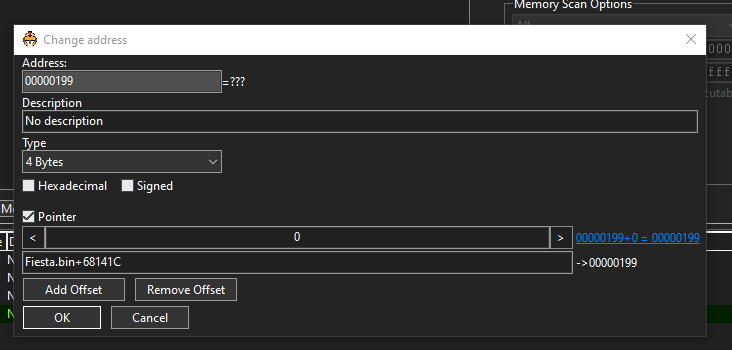 Memory Scan Options
All
Change address
Address:
00000199 =???
Description
No description
Type
4 Bytes
Hexadecimal Signed
Pointer
< 0 > 00000199+0 = 00000199
Fiesta.bin+68141C ->00000199
Add Offset Remove Offset
OK Cancel